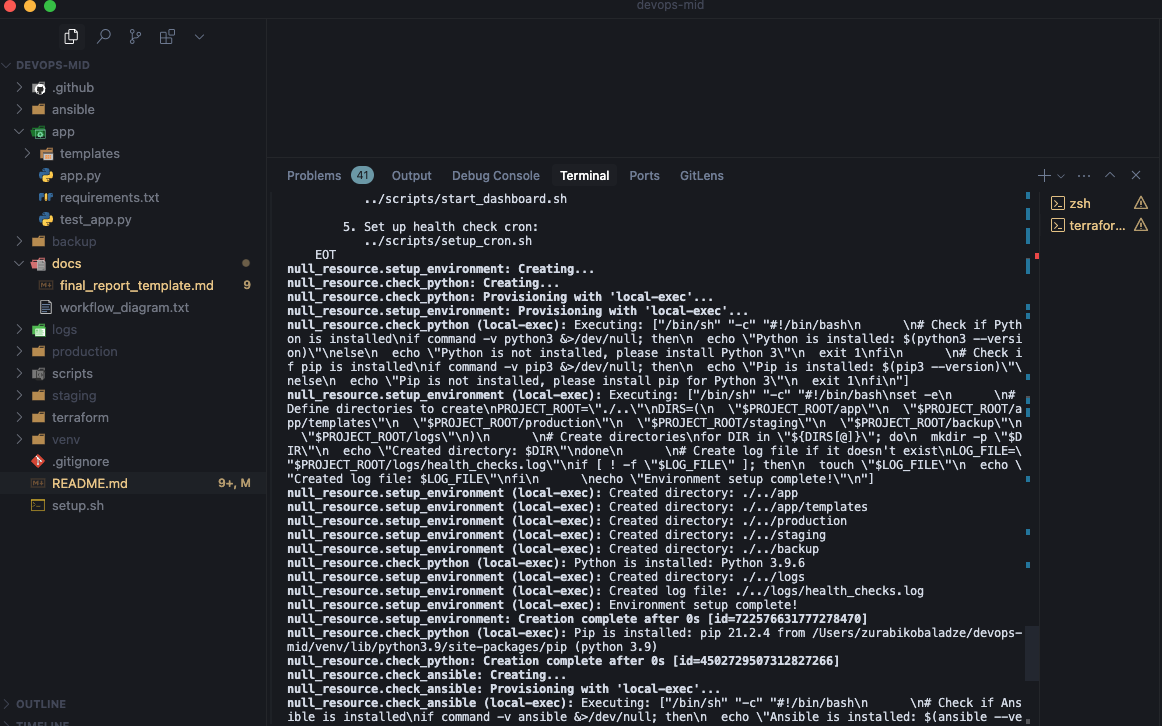 devops-mid
DEVOPS-MID
.github
ansible
app
templates
app.py
requirements.txt
test_app.py
backup
docs
final_report_template.md 9
workflow_diagram.txt
logs
production
scripts
staging
terraform
venv
.gitignore
README.md 9+, M
setup.sh
OUTLINE
TIMELINE
Problems 41 Output Debug Console Terminal Ports GitLens
zsh
terrafor...
../scripts/start_dashboard.sh
5. Set up health check cron:
../scripts/setup_cron.sh
EOT
null_resource.setup_environment: Creating...
null_resource.check_python: Creating...
null_resource.check_python: Provisioning with 'local-exec'...
null_resource.setup_environment: Provisioning with 'local-exec'...
null_resource.check_python (local-exec): Executing: ["/bin/sh" "-c" "#!/bin/bash\n      \n# Check if Pyth
on is installed\nif command -v python3 &>/dev/null; then\n  echo \"Python is installed: $(python3 --versi
on)\"\nelse\n  echo \"Python is not installed, please install Python 3\"\n  exit 1\nfi\n      \n# Check i
f pip is installed\nif command -v pip3 &>/dev/null; then\n  echo \"Pip is installed: $(pip3 --version)\"\
nelse\n  echo \"Pip is not installed, please install pip for Python 3\"\n  exit 1\nfi\n"]
null_resource.setup_environment (local-exec): Executing: ["/bin/sh" "-c" "#!/bin/bash\nset -e\n      \n#
Define directories to create\nPROJECT_ROOT=\"./..\"\nDIRS=(\n  \"$PROJECT_ROOT/app\"\n  \"$PROJECT_ROOT/a
pp/templates\"\n  \"$PROJECT_ROOT/production\"\n  \"$PROJECT_ROOT/staging\"\n  \"$PROJECT_ROOT/backup\"\n
  \"$PROJECT_ROOT/logs\"\n)\n      \n# Create directories\nfor DIR in \"${DIRS[@]}\"; do\n  mkdir -p \"$D
IR\"\n  echo \"Created directory: $DIR\"\ndone\n      \n# Create log file if it doesn't exist\nLOG_FILE=\
"$PROJECT_ROOT/logs/health_checks.log\"\nif [ ! -f \"$LOG_FILE\" ]; then\n  touch \"$LOG_FILE\"\n  echo \
"Created log file: $LOG_FILE\"\nfi\n      \necho \"Environment setup complete!\"\n"]
null_resource.setup_environment (local-exec): Created directory: ./../app
null_resource.setup_environment (local-exec): Created directory: ./../app/templates
null_resource.setup_environment (local-exec): Created directory: ./../production
null_resource.setup_environment (local-exec): Created directory: ./../staging
null_resource.setup_environment (local-exec): Created directory: ./../backup
null_resource.check_python (local-exec): Python is installed: Python 3.9.6
null_resource.setup_environment (local-exec): Created directory: ./../logs
null_resource.setup_environment (local-exec): Created log file: ./../logs/health_checks.log
null_resource.setup_environment (local-exec): Environment setup complete!
null_resource.setup_environment: Creation complete after 0s [id=722576631777278470]
null_resource.check_python (local-exec): Pip is installed: pip 21.2.4 from /Users/zurabikobaladze/devops-
mid/venv/lib/python3.9/site-packages/pip (python 3.9)
null_resource.check_python: Creation complete after 0s [id=4502729507312827266]
null_resource.check_ansible: Creating...
null_resource.check_ansible: Provisioning with 'local-exec'...
null_resource.check_ansible (local-exec): Executing: ["/bin/sh" "-c" "#!/bin/bash\n      \n# Check if Ans
ible is installed\nif command -v ansible &>/dev/null; then\n  echo \"Ansible is installed: $(ansible --ve